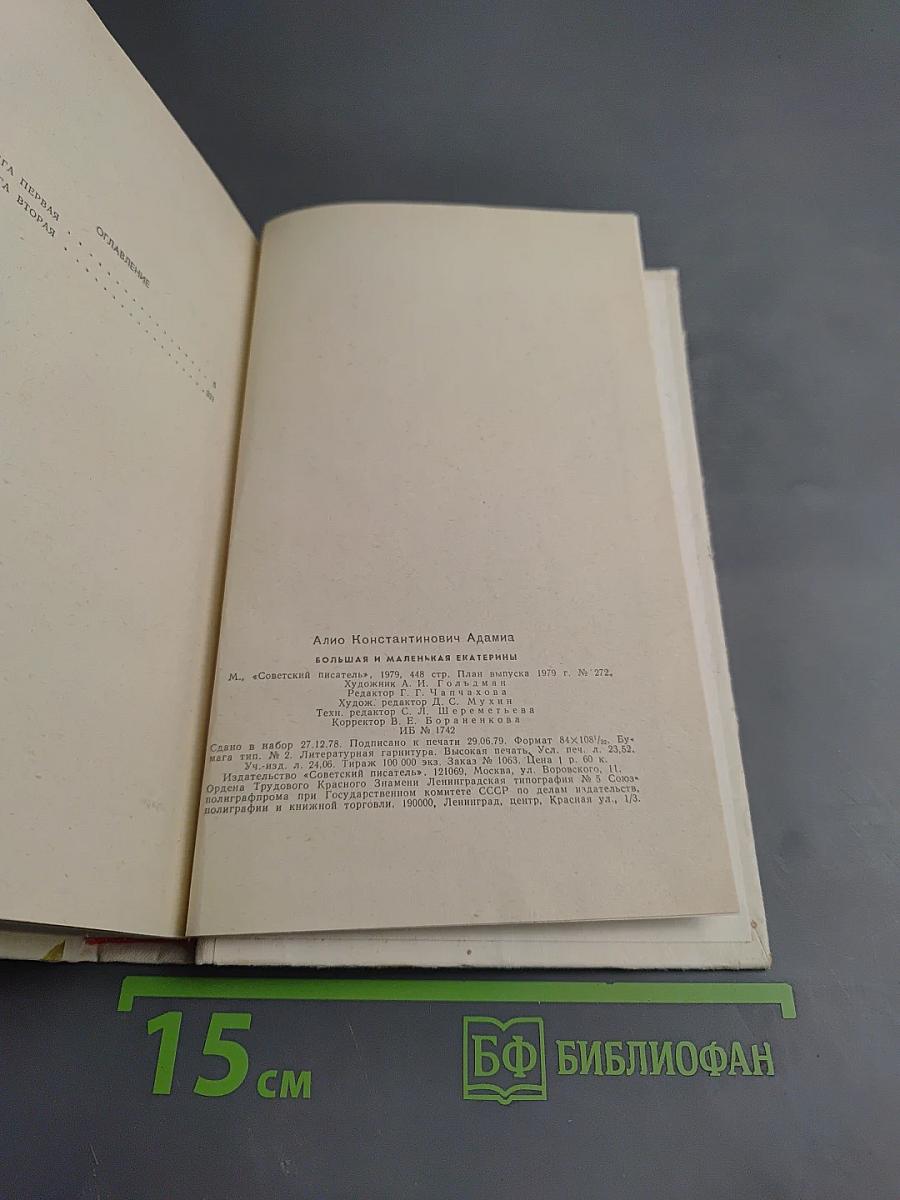 ОГЛАВЛЕНИЕ
ГА ПЕРВАЯ . . . . . . . . . . 5
ГА ВТОРАЯ . . . . . . . . . .
Алио Константинович Адамиа
БОЛЬШАЯ И МАЛЕНЬКАЯ ЕКАТЕРИНЫ
М., «Советский писатель», 1979, 448 стр. План выпуска 1979 г. № 272.
Художник А. И. Гольдман
Редактор Г. Г. Чапчахова
Худож. редактор Д. С. Мухин
Техн. редактор С. Л. Шереметьева
Корректор В. Е. Бораненкова
ИБ № 1742
Сдано в набор 27.12.78. Подписано к печати 29.06.79. Формат 84×108¹/₃₂. Бу-
мага тип. № 2. Литературная гарнитура. Высокая печать. Усл. печ. л. 23,52.
Уч.-изд. л. 24,06. Тираж 100 000 экз. Заказ № 1063. Цена 1 р. 60 к.
Издательство «Советский писатель». 121069, Москва, ул. Воровского, 11.
Ордена Трудового Красного Знамени Ленинградская типография № 5 Союз-
полиграфпрома при Государственном комитете СССР по делам издательств,
полиграфии и книжной торговли. 190000, Ленинград, центр, Красная ул., 1/3.
15 см
БФ БИБЛИОФАН